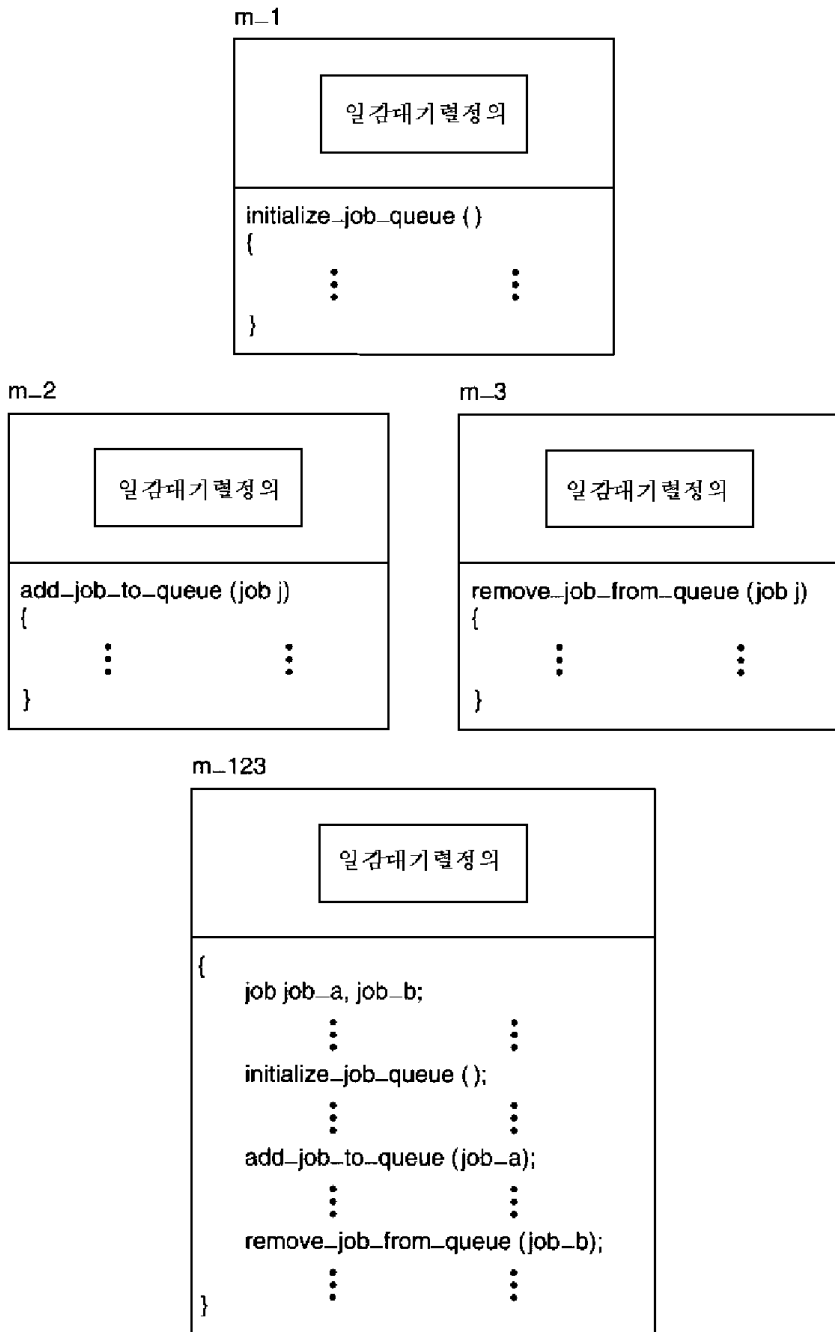 m_1
일감대기렬정의
initialize_job_queue ( )
{
}
m_2
일감대기렬정의
add_job_to_queue (job j)
{
}
m_3
일감대기렬정의
remove_job_from_queue (job j)
{
}
m_123
일감대기렬정의
{
job job_a, job_b;
initialize_job_queue ( );
add_job_to_queue (job_a);
remove_job_from_queue (job_b);
}